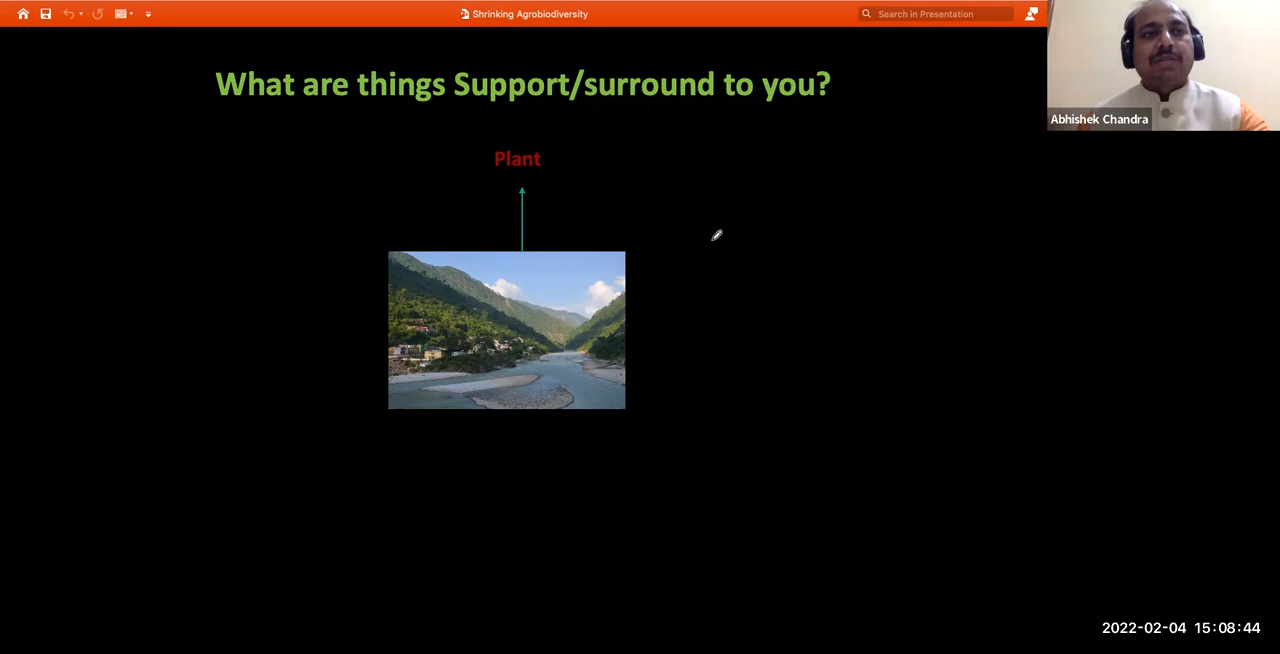 Shrinking Agrobiodiversity
Search in Presentation
What are things Support/surround to you?
Abhishek Chandra
Plant
2022-02-04 15:08:44